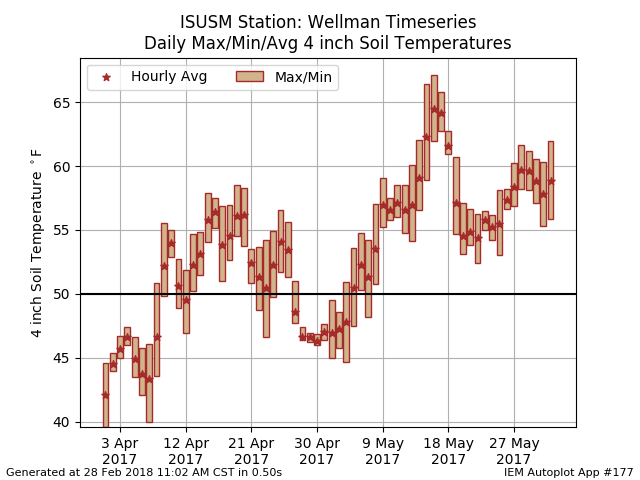 ISUSM Station: Wellman Timeseries
Daily Max/Min/Avg 4 inch Soil Temperatures
Hourly Avg
Max/Min
4 inch Soil Temperature °F
65
60
55
50
45
40
3 Apr
2017
12 Apr
2017
21 Apr
2017
30 Apr
2017
9 May
2017
18 May
2017
27 May
2017
Generated at 28 Feb 2018 11:02 AM CST in 0.50s
IEM Autoplot App #177